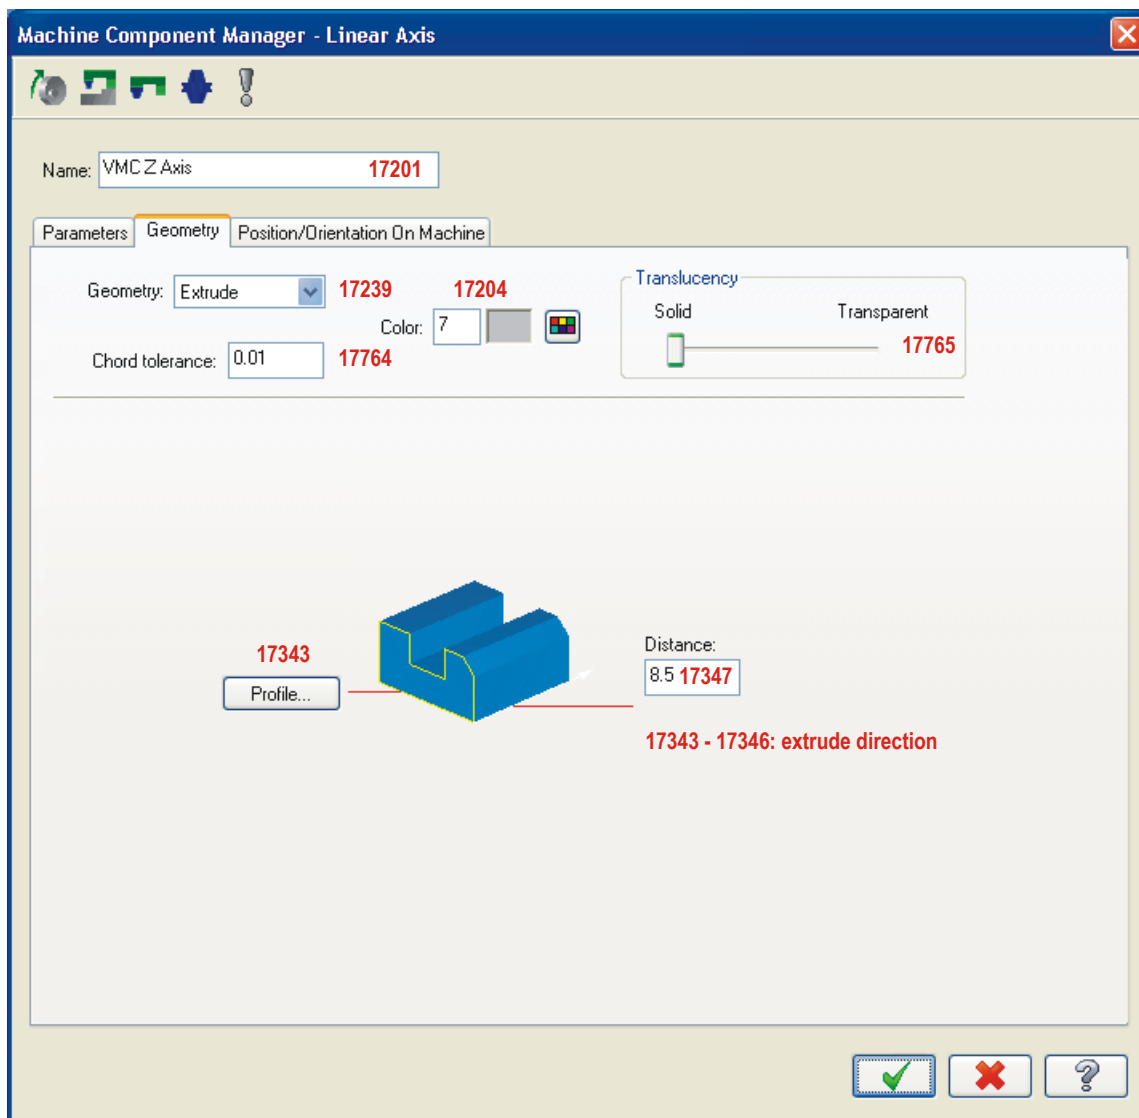 Machine Component Manager - Linear Axis
Name: VMC Z Axis 17201
Parameters Geometry Position/Orientation On Machine
Geometry: Extrude 17239 17204
Color: 7
Chord tolerance: 0.01 17764
Translucency
Solid Transparent
17765
17343
Profile...
Distance:
8.5 17347
17343 - 17346: extrude direction